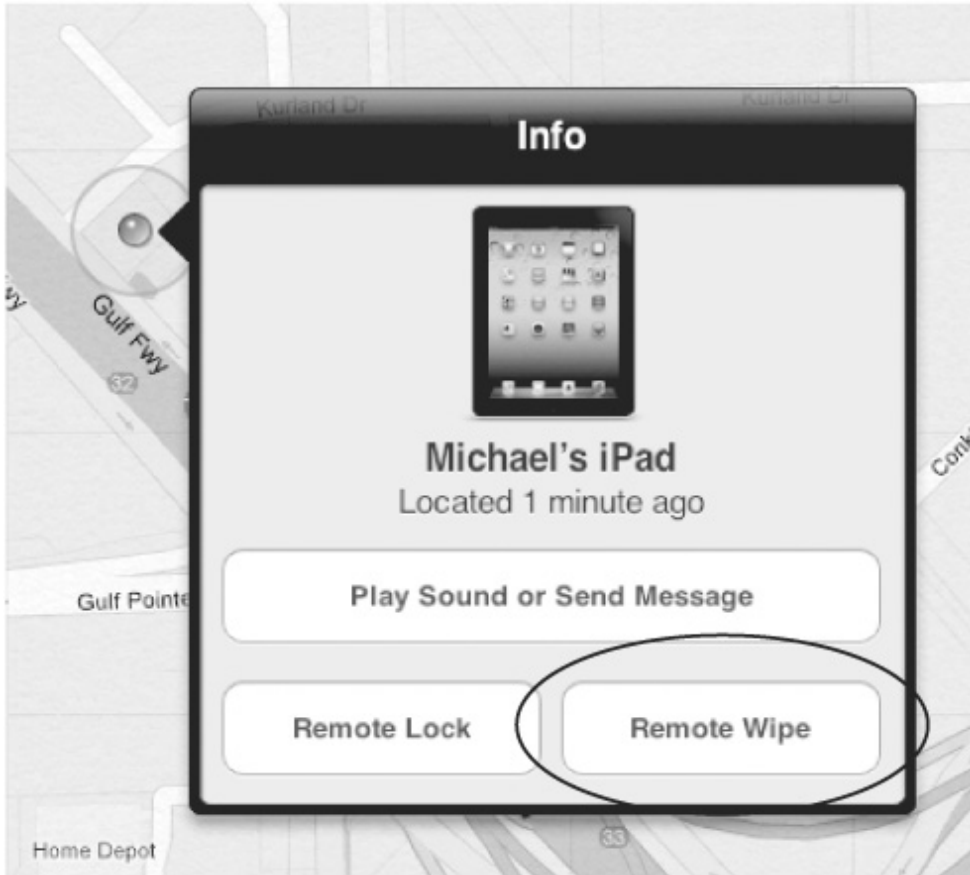 Kurland Dr
Kurland Dr
Info
Gulf Fwy
32
Michael's iPad
Located 1 minute ago
Gulf Pointe
Play Sound or Send Message
Remote Lock
Remote Wipe
33
Home Depot